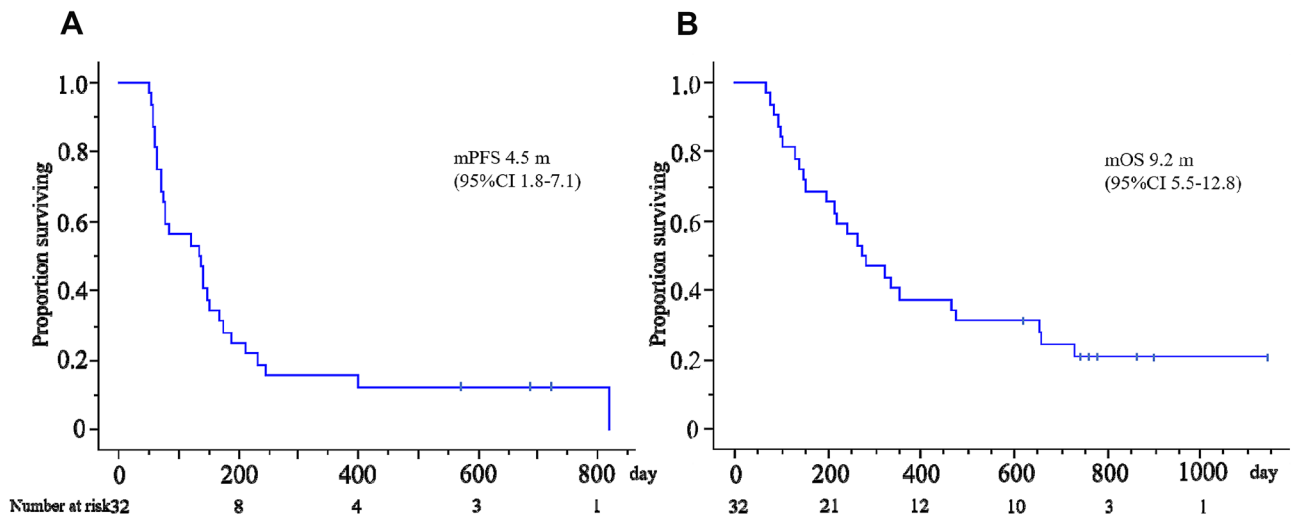 A
Proportion surviving
1.0
0.8
0.6
0.4
0.2
0
mPFS 4.5 m
(95%CI 1.8-7.1)
0 200 400 600 800 day
Number at risk 32 8 4 3 1
B
Proportion surviving
1.0
0.8
0.6
0.4
0.2
0
mOS 9.2 m
(95%CI 5.5-12.8)
0 200 400 600 800 1000 day
32 21 12 10 3 1